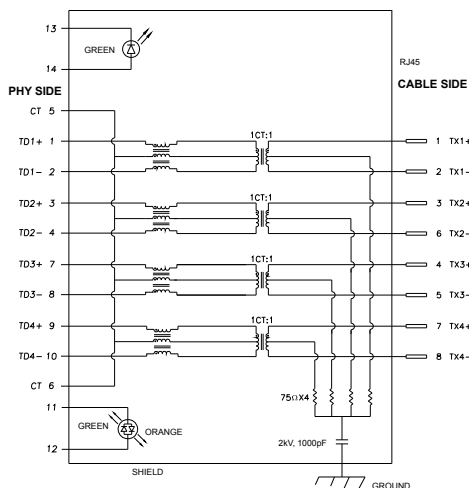 13
GREEN
14
RJ45
PHY SIDE
CABLE SIDE
CT 5
TD1+ 1
1CT:1
1 TX1+
TD1- 2
2 TX1-
TD2+ 3
1CT:1
3 TX2+
TD2- 4
6 TX2-
TD3+ 7
1CT:1
4 TX3+
TD3- 8
5 TX3-
TD4+ 9
1CT:1
7 TX4+
TD4- 10
8 TX4-
CT 6
75ΩX4
11
GREEN
ORANGE
12
2kV, 1000pF
SHIELD
GROUND